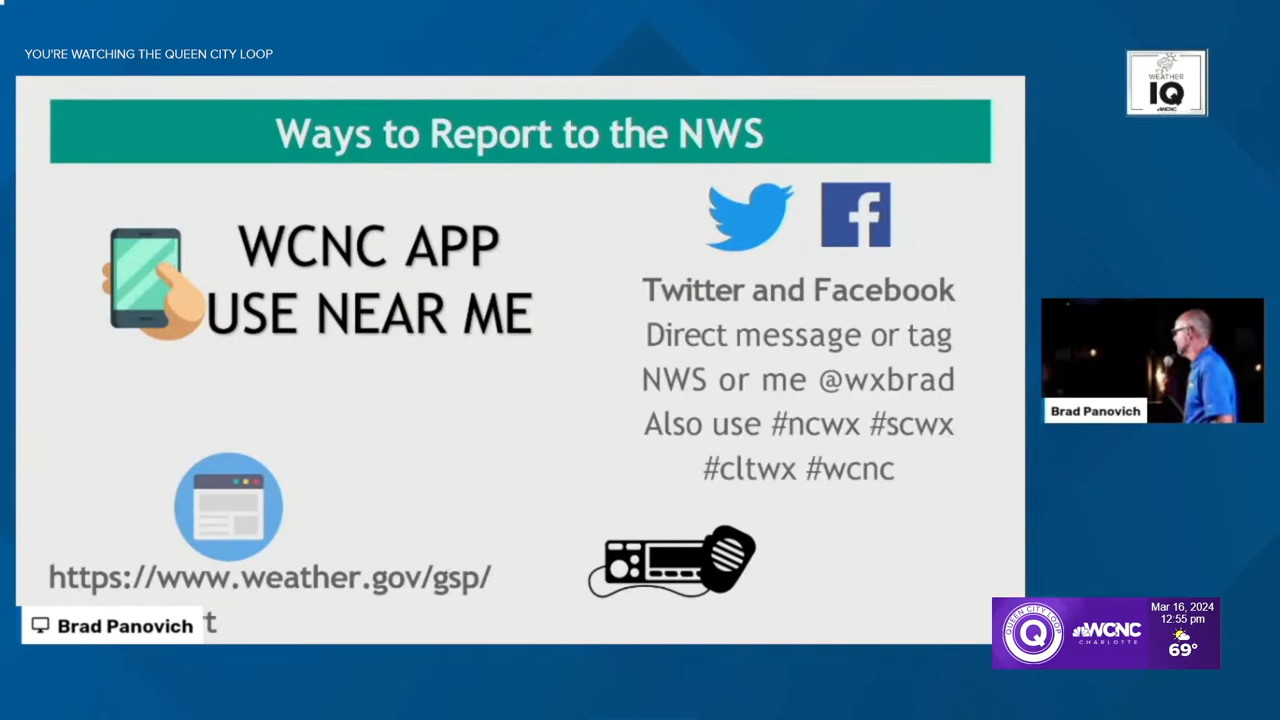 YOU'RE WATCHING THE QUEEN CITY LOOP
WEATHER
IQ
WCNC
Ways to Report to the NWS
WCNC APP
USE NEAR ME
Twitter and Facebook
Direct message or tag
NWS or me @wxbrad
Also use #ncwx #scwx
#cltwx #wcnc
https://www.weather.gov/gsp/
Brad Panovich
Brad Panovich
QUEEN CITY LOOP
Q
WCNC
CHARLOTTE
Mar 16, 2024
12:55 pm
69°